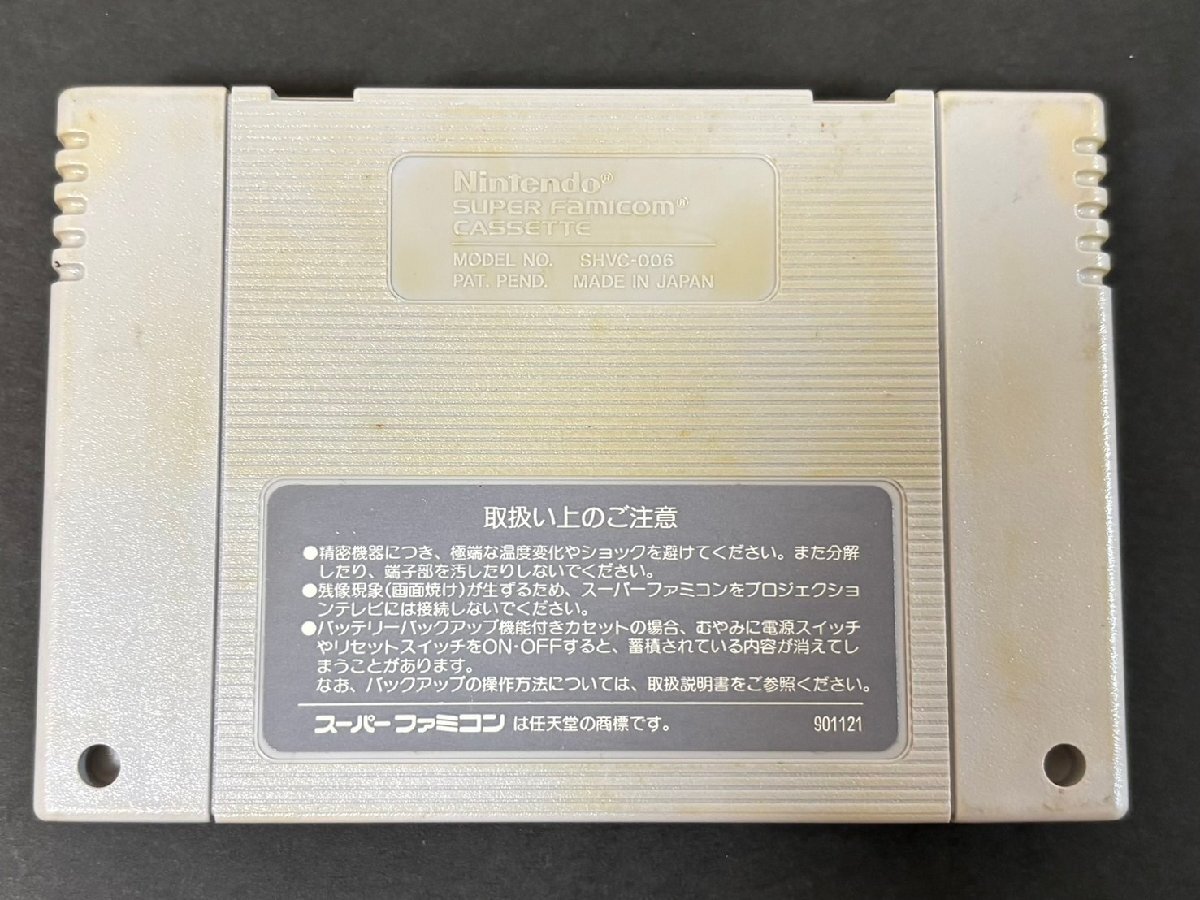 Nintendo®
SUPER FAMICOM®
CASSETTE
MODEL NO. SHVC-006
PAT. PEND. MADE IN JAPAN
取扱い上のご注意
●精密機器につき、極端な温度変化やショックを避けてください。また分解
したり、端子部を汚したりしないでください。
●残像現象(画面焼け)が生ずるため、スーパーファミコンをプロジェクショ
ンテレビには接続しないでください。
●バッテリーバックアップ機能付きカセットの場合、むやみに電源スイッチ
やリセットスイッチをON・OFFすると、蓄積されている内容が消えてし
まうことがあります。
なお、バックアップの操作方法については、取扱説明書をご参照ください。
スーパーファミコン は任天堂の商標です。 901121